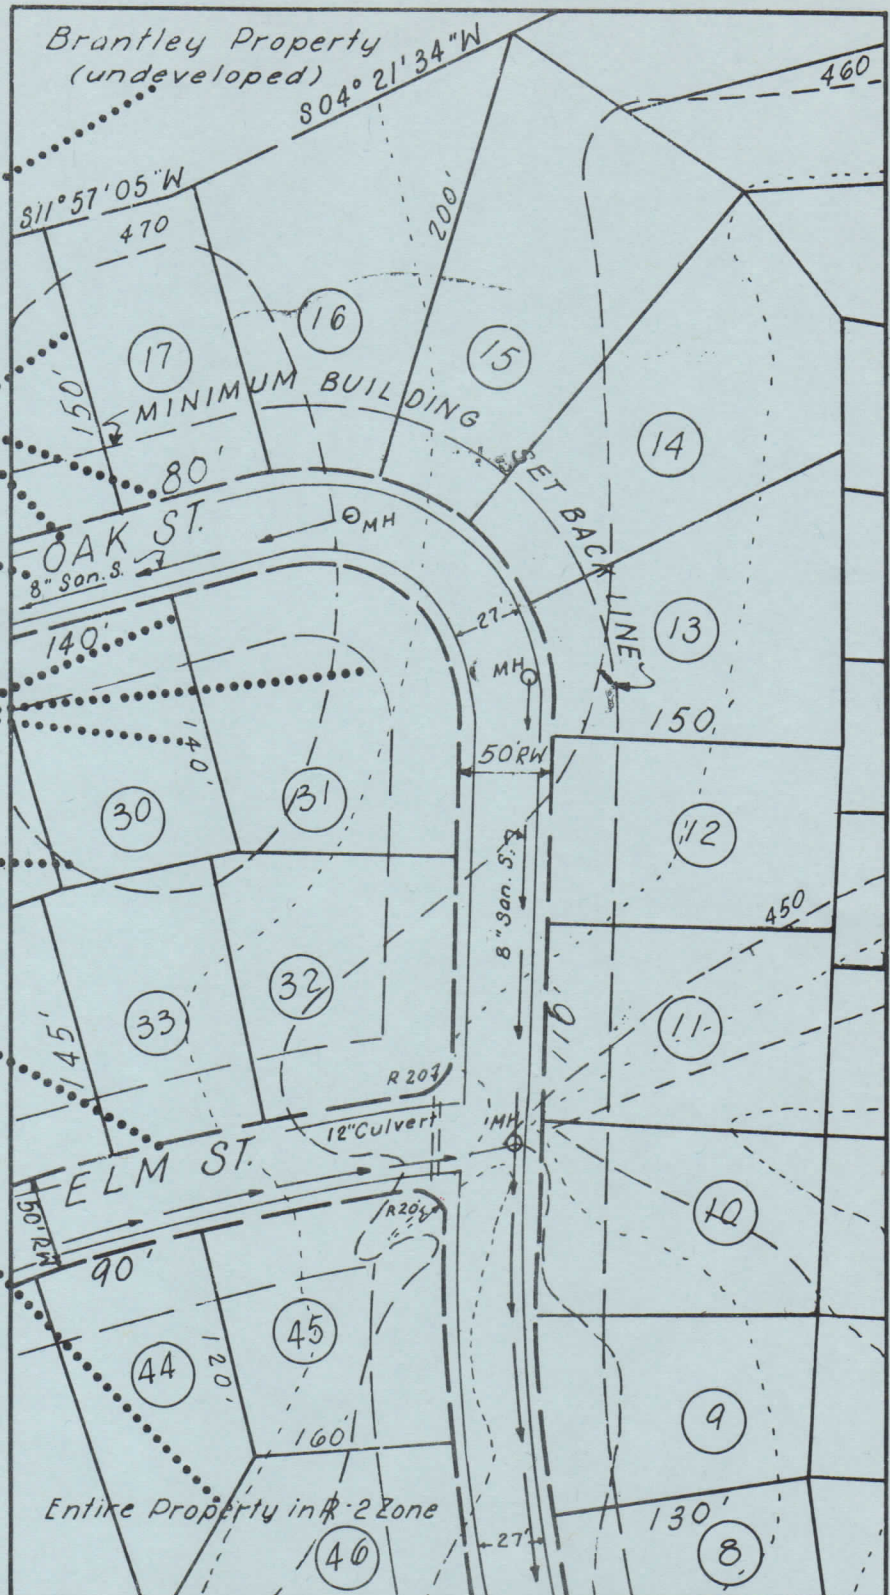 Brantley Property
(undeveloped)
S04° 21' 34" W
460
S11° 57' 05" W
470
200'
16
17
15
150'
MINIMUM BUILDING SET BACK LINE
14
80'
MH
OAK ST.
8" San. S.
27'
13
140'
MH
150'
140'
50' RW
31
30
12
8" San. S.
450
32
33
11
145'
116
R 20'
12" Culvert
MH
ELM ST.
50' RW
R 20'
10
90'
45
44
120'
9
160'
Entire Property in R-2 Zone
130'
27'
46
8